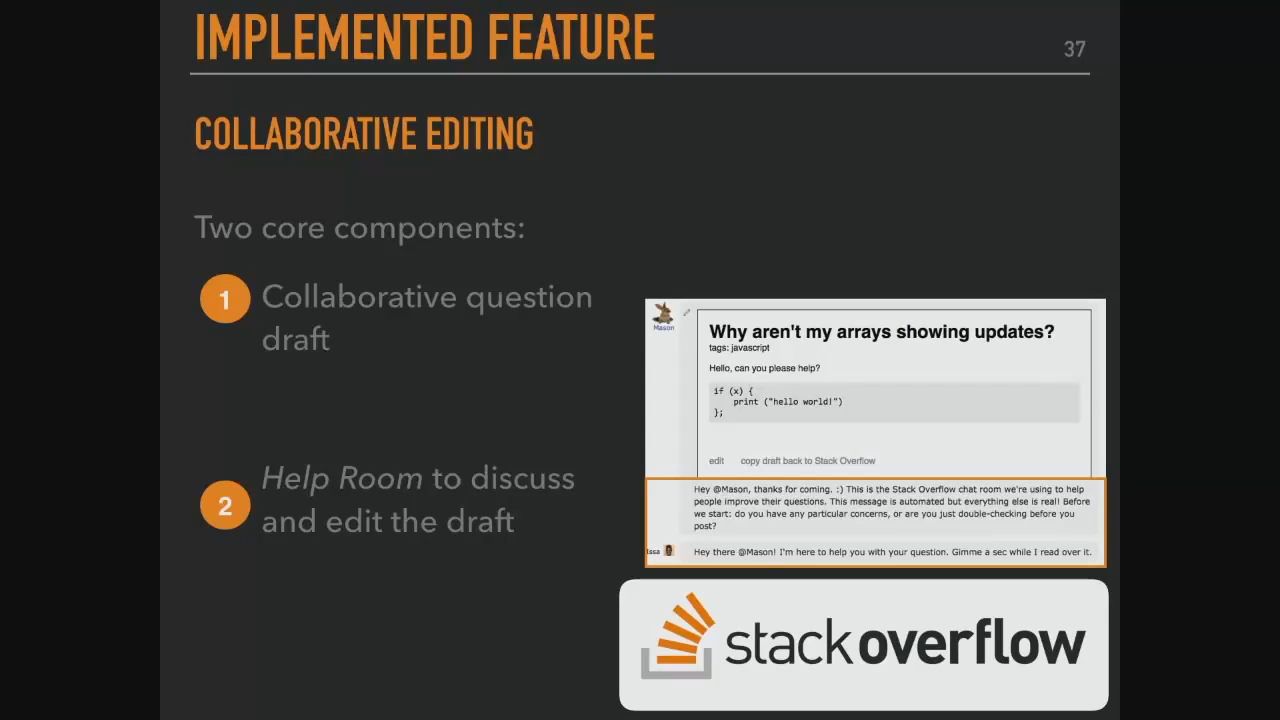 IMPLEMENTED FEATURE
37
COLLABORATIVE EDITING
Two core components:
1
Collaborative question
draft
2
Help Room to discuss
and edit the draft
Mason
Why aren't my arrays showing updates?
tags: javascript
Hello, can you please help?
if (x) {
print ("hello world!")
};
edit copy draft back to Stack Overflow
Hey @Mason, thanks for coming. :) This is the Stack Overflow chat room we're using to help
people improve their questions. This message is automated but everything else is real! Before
we start: do you have any particular concerns, or are you just double-checking before you
post?
Hey there @Mason! I'm here to help you with your question. Gimme a sec while I read over it.
stackoverflow